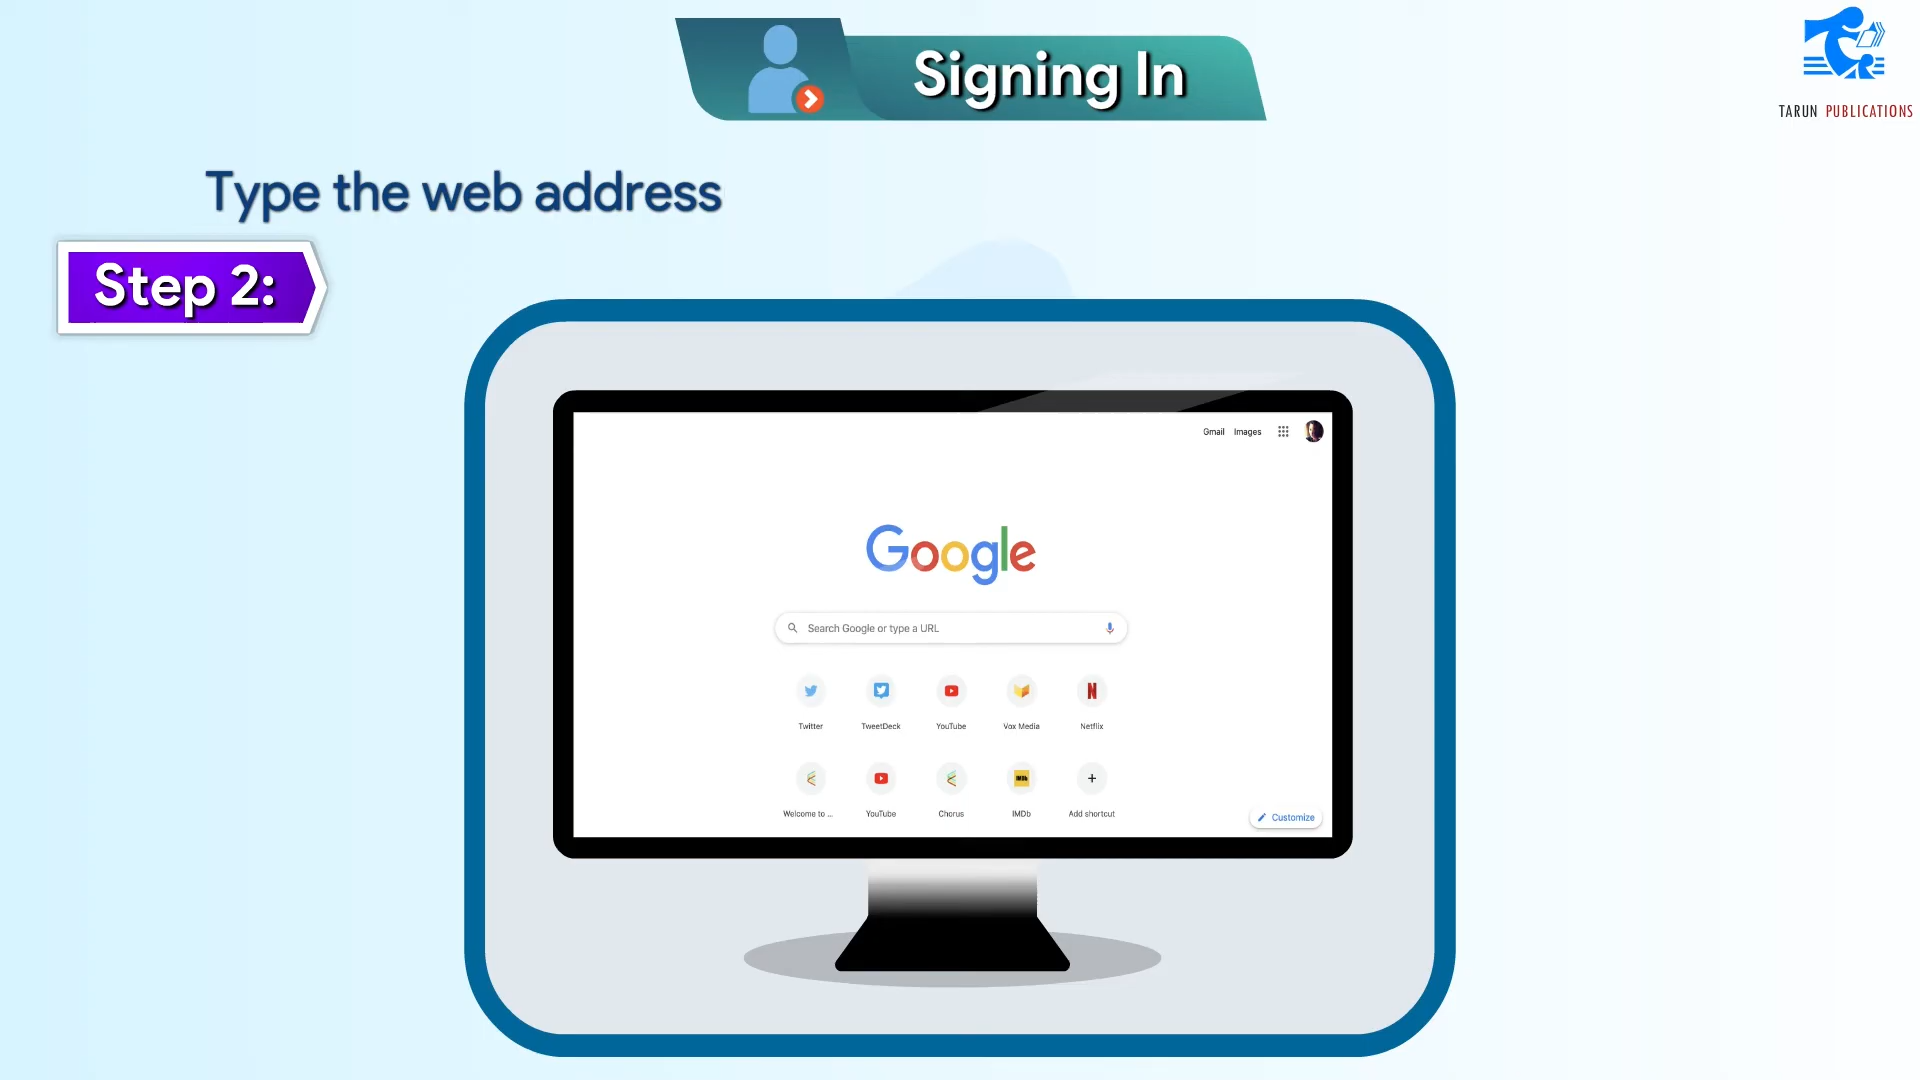 Signing In
TARUN PUBLICATIONS
Type the web address
Step 2:
Gmail Images
Google
Search Google or type a URL
Twitter TweetDeck YouTube Vox Media Netflix
IMDb
Welcome to ... YouTube Chorus IMDb Add shortcut
Customize